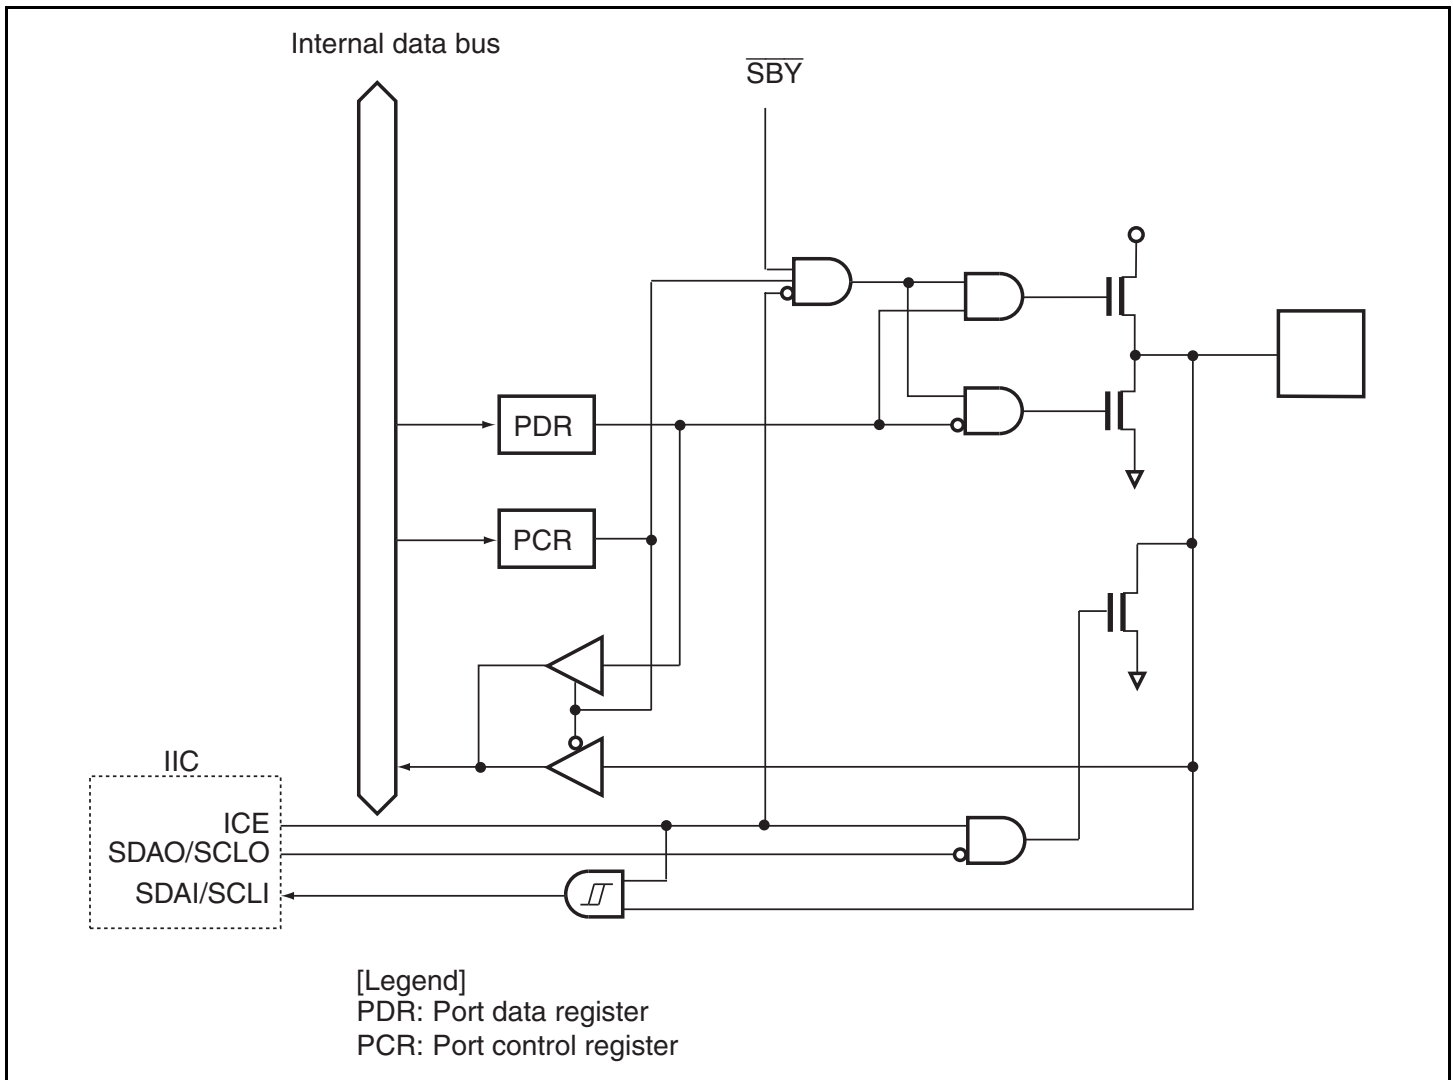 Internal data bus
SBY
PDR
PCR
IIC
ICE
SDAO/SCLO
SDAI/SCLI
[Legend]
PDR: Port data register
PCR: Port control register